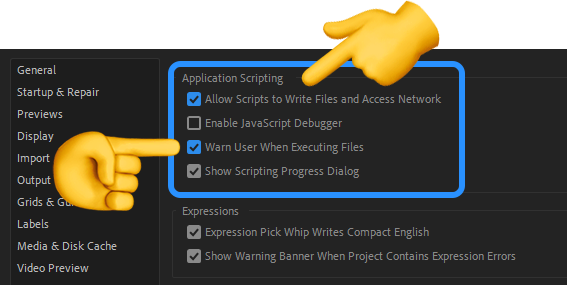 General
Startup & Repair
Previews
Display
Import
Output
Grids & Gu
Labels
Media & Disk Cache
Video Preview
Application Scripting
Allow Scripts to Write Files and Access Network
Enable JavaScript Debugger
Warn User When Executing Files
Show Scripting Progress Dialog
Expressions
Expression Pick Whip Writes Compact English
Show Warning Banner When Project Contains Expression Errors